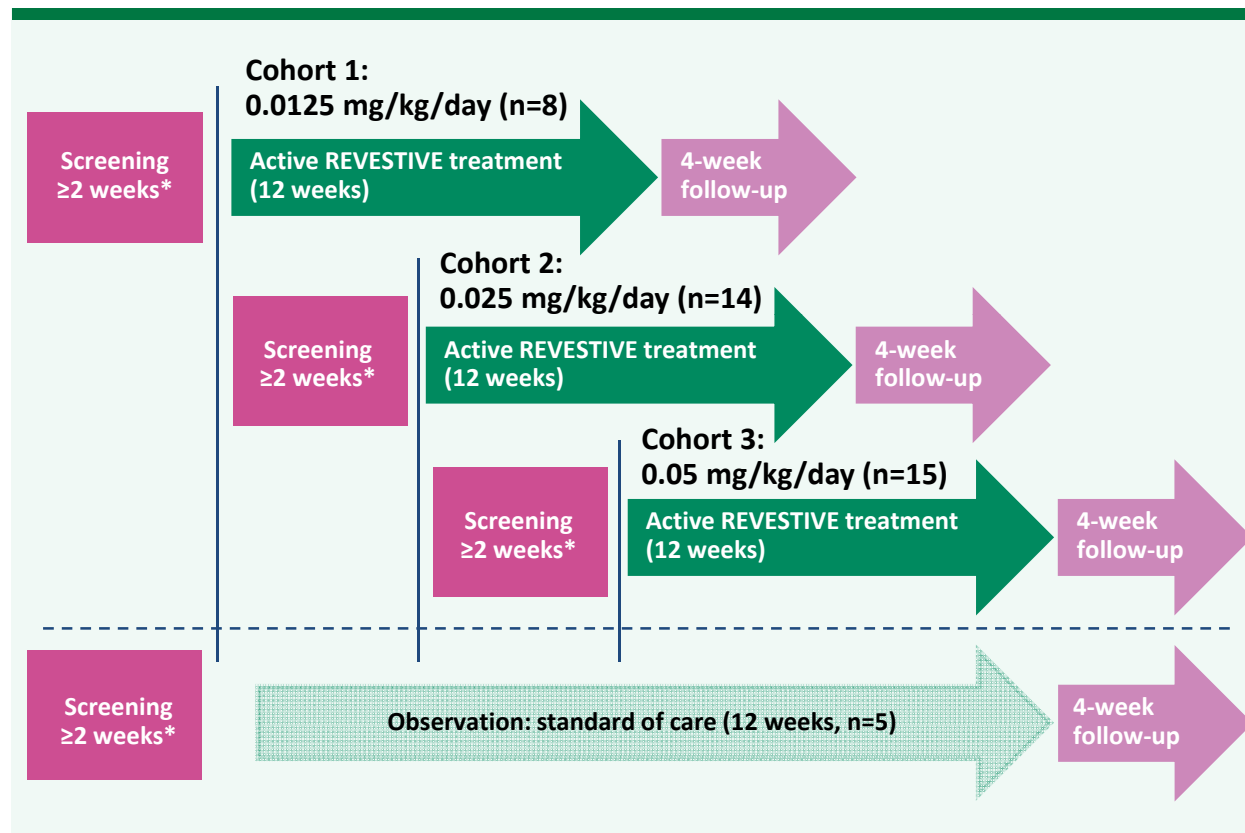 Cohort 1:
0.0125 mg/kg/day (n=8)
Screening
≥2 weeks*
Active REVESTIVE treatment
(12 weeks)
4-week
follow-up
Cohort 2:
0.025 mg/kg/day (n=14)
Screening
≥2 weeks*
Active REVESTIVE treatment
(12 weeks)
4-week
follow-up
Cohort 3:
0.05 mg/kg/day (n=15)
Screening
≥2 weeks*
Active REVESTIVE treatment
(12 weeks)
4-week
follow-up
Screening
≥2 weeks*
Observation: standard of care (12 weeks, n=5)
4-week
follow-up